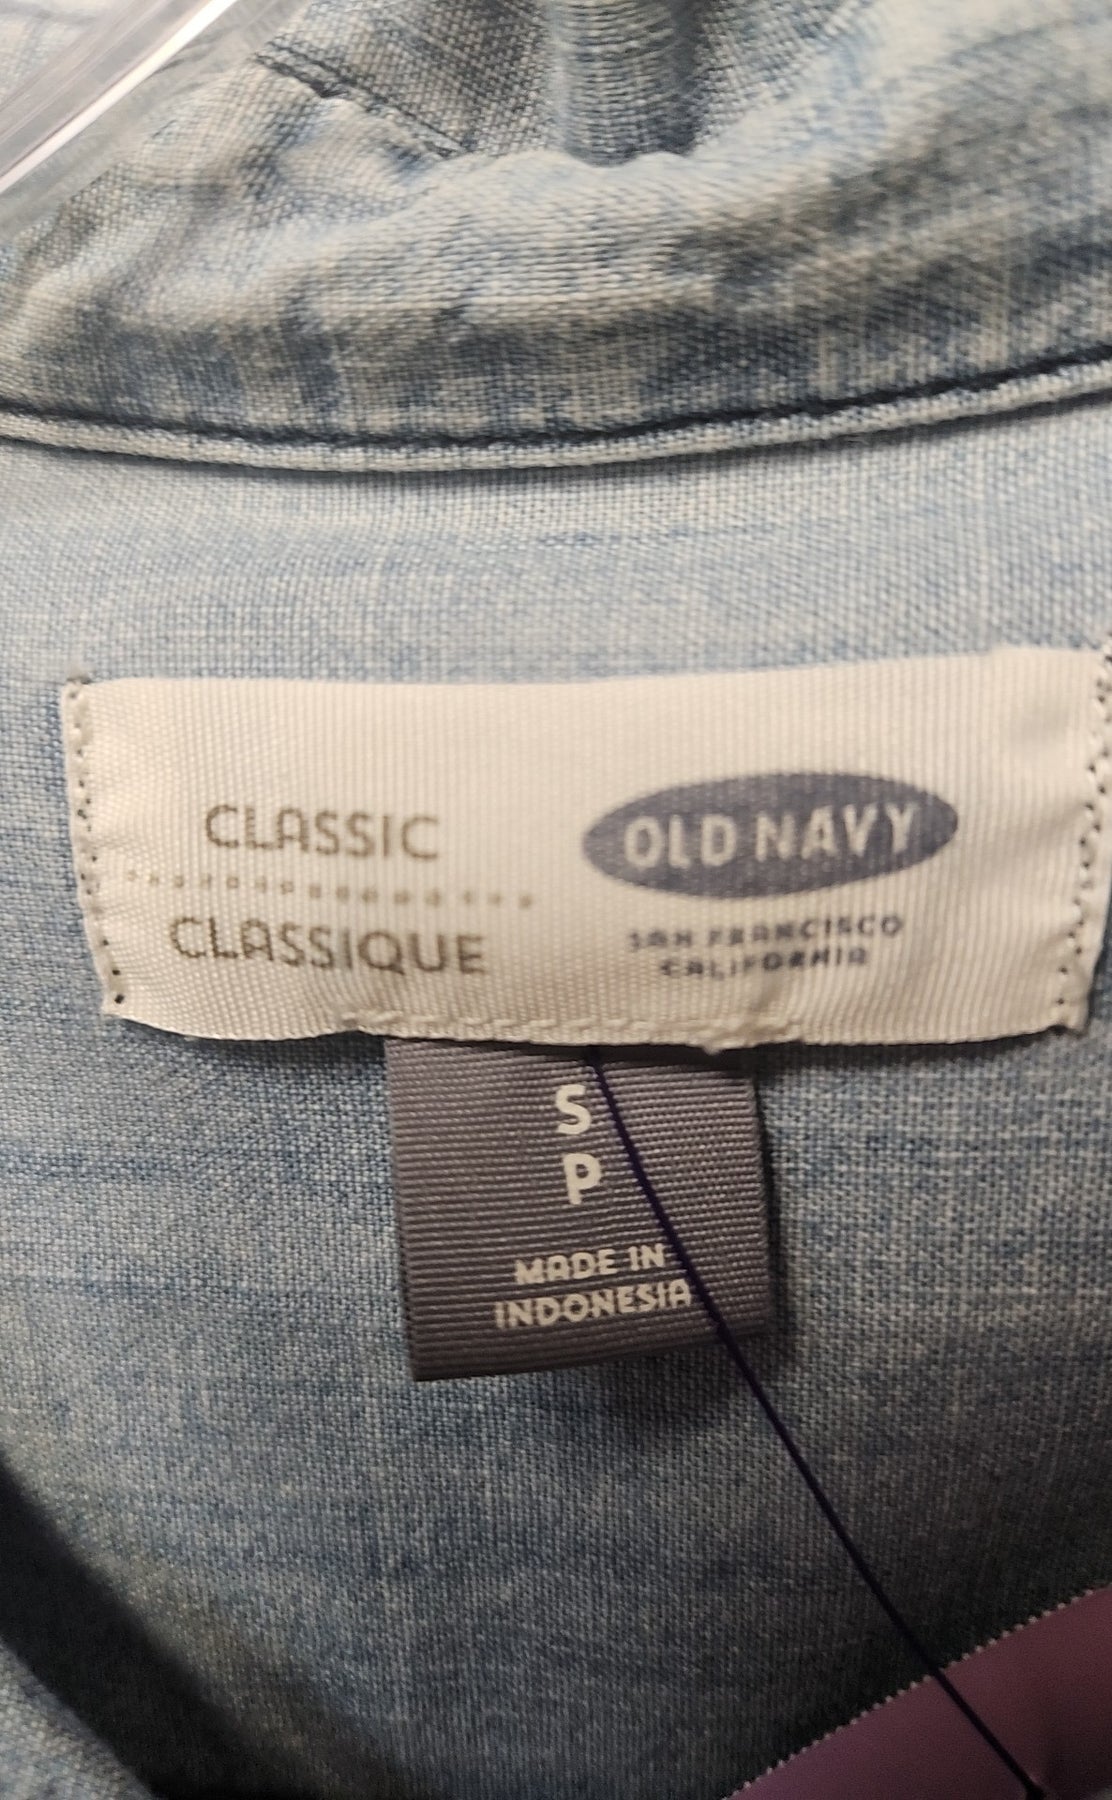 CLASSIC
CLASSIQUE
OLD NAVY
SAN FRANCISCO
CALIFORNIA
S
P
MADE IN
INDONESIA